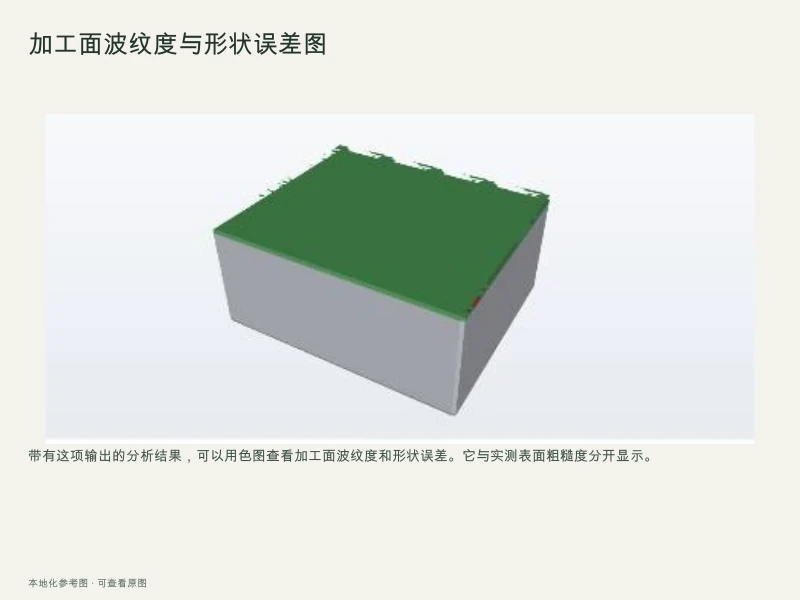 加工面波纹度与形状误差图
带有这项输出的分析结果，可以用色图查看加工面波纹度和形状误差。它与实测表面粗糙度分开显示。
本地化参考图 · 可查看原图